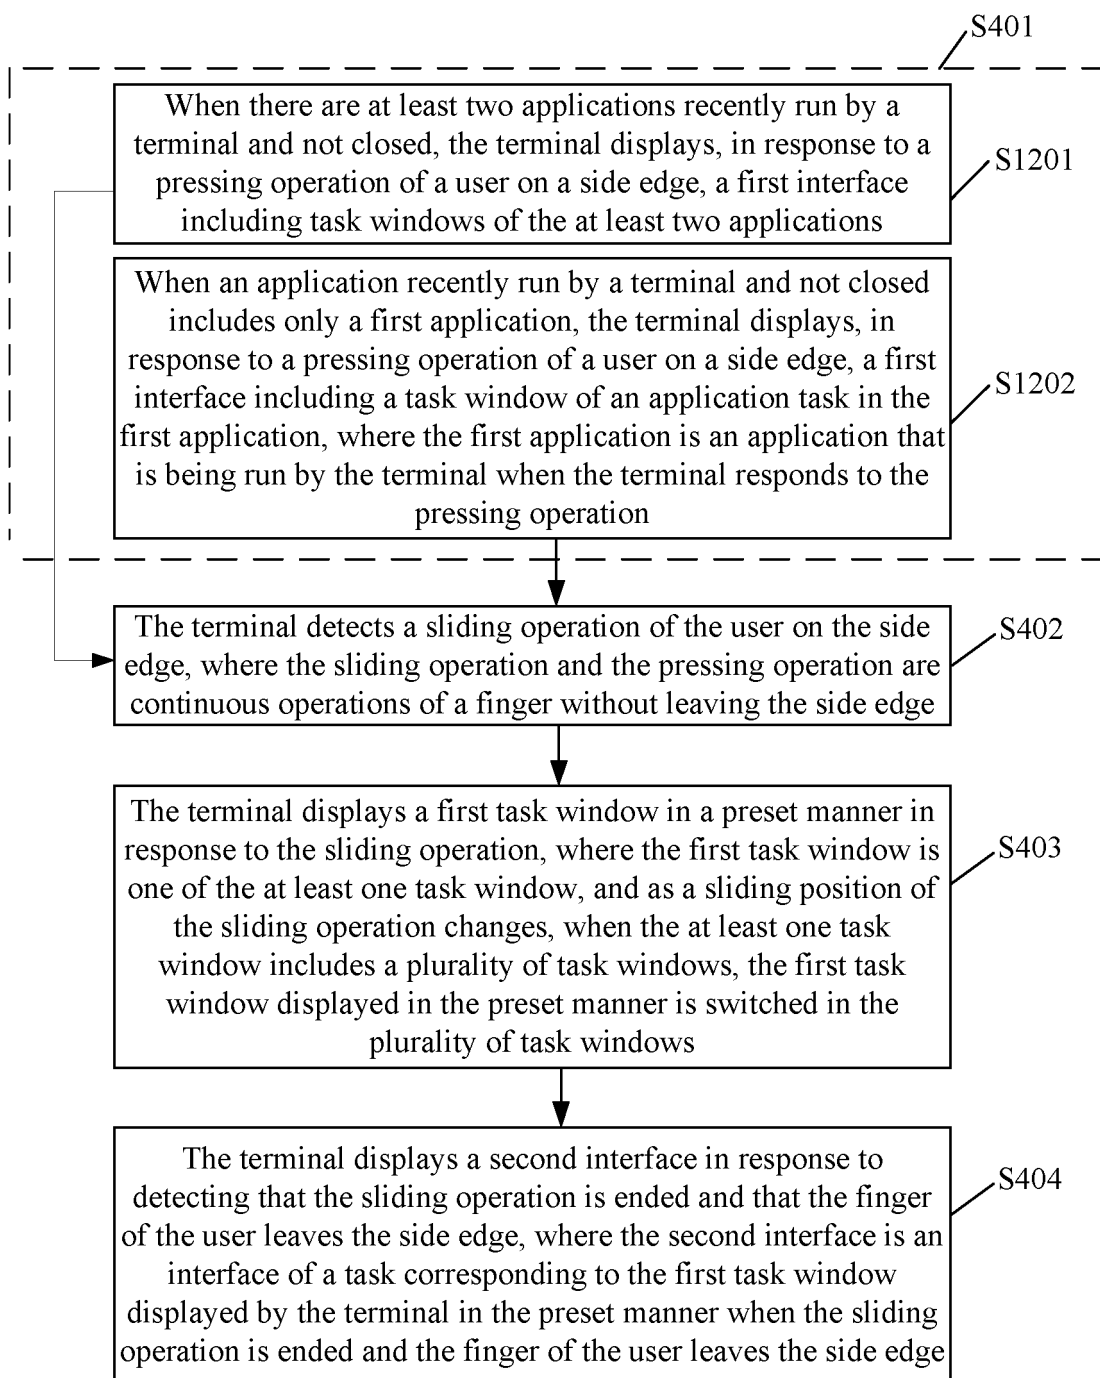 S401
When there are at least two applications recently run by a
terminal and not closed, the terminal displays, in response to a
pressing operation of a user on a side edge, a first interface
including task windows of the at least two applications
S1201
When an application recently run by a terminal and not closed
includes only a first application, the terminal displays, in
response to a pressing operation of a user on a side edge, a first
interface including a task window of an application task in the
first application, where the first application is an application that
is being run by the terminal when the terminal responds to the
pressing operation
S1202
The terminal detects a sliding operation of the user on the side
edge, where the sliding operation and the pressing operation are
continuous operations of a finger without leaving the side edge
S402
The terminal displays a first task window in a preset manner in
response to the sliding operation, where the first task window is
one of the at least one task window, and as a sliding position of
the sliding operation changes, when the at least one task
window includes a plurality of task windows, the first task
window displayed in the preset manner is switched in the
plurality of task windows
S403
The terminal displays a second interface in response to
detecting that the sliding operation is ended and that the finger
of the user leaves the side edge, where the second interface is an
interface of a task corresponding to the first task window
displayed by the terminal in the preset manner when the sliding
operation is ended and the finger of the user leaves the side edge
S404